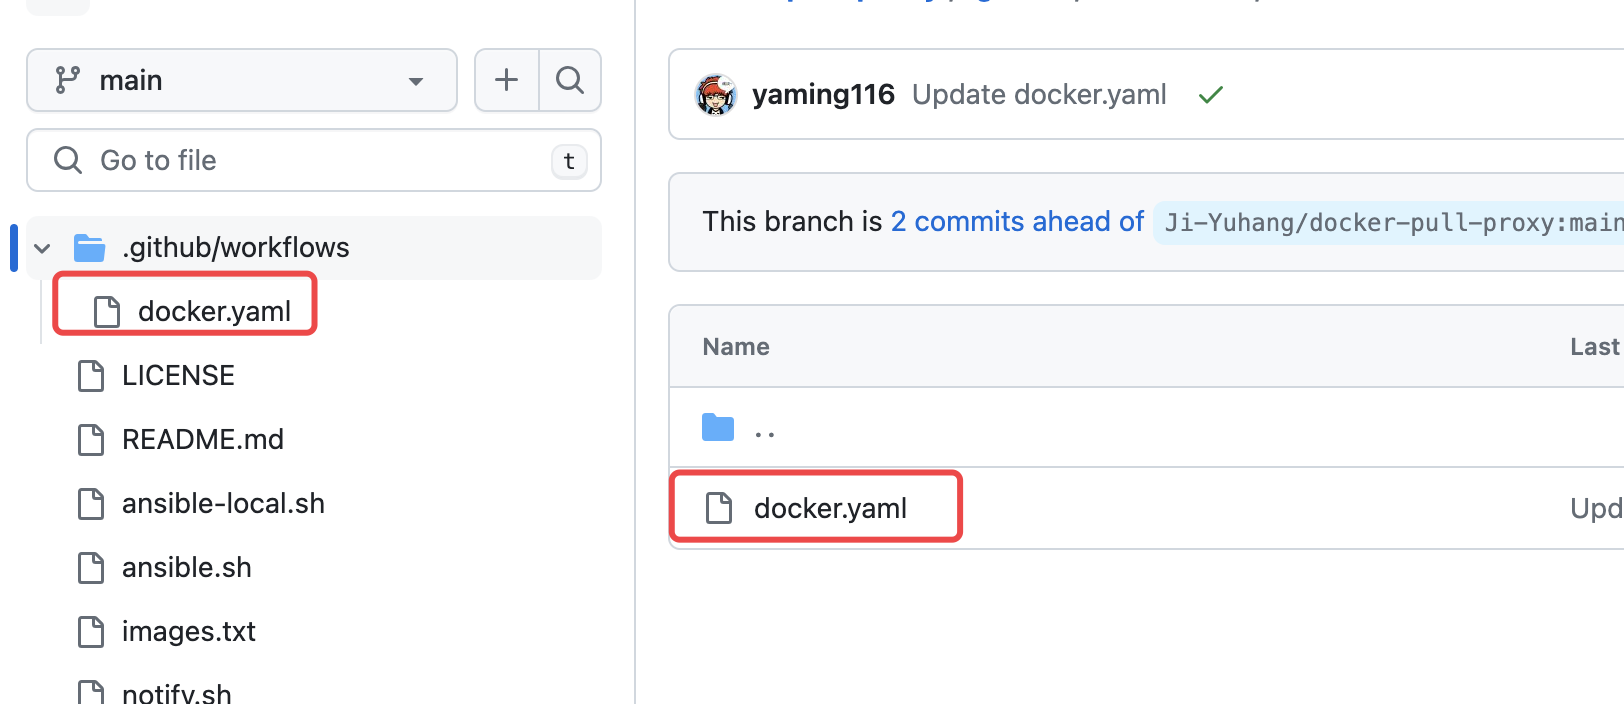 main
Go to file
t
.github/workflows
docker.yaml
LICENSE
README.md
ansible-local.sh
ansible.sh
images.txt
notify.sh
yaming116 Update docker.yaml
This branch is 2 commits ahead of Ji-Yuhang/docker-pull-proxy:main
Name Last
..
docker.yaml Upd